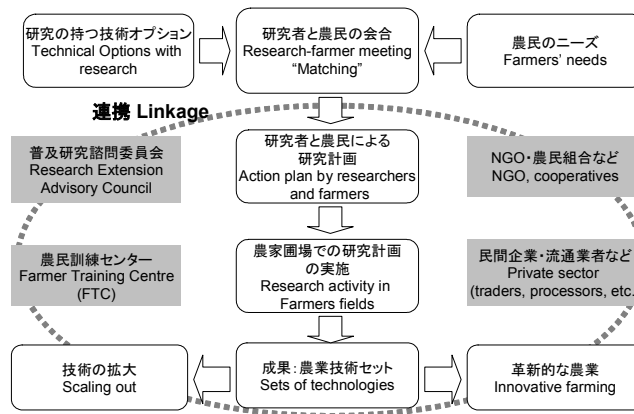 研究の持つ技術オプション
Technical Options with
research
研究者と農民の会合
Research-farmer meeting
“Matching”
農民のニーズ
Farmers’ needs
連携 Linkage
普及研究諮問委員会
Research Extension
Advisory Council
研究者と農民による
研究計画
Action plan by researchers
and farmers
NGO・農民組合など
NGO, cooperatives
農民訓練センター
Farmer Training Centre
(FTC)
農家圃場での研究計画
の実施
Research activity in
Farmers fields
民間企業・流通業者など
Private sector
(traders, processors, etc.
技術の拡大
Scaling out
成果：農業技術セット
Sets of technologies
革新的な農業
Innovative farming